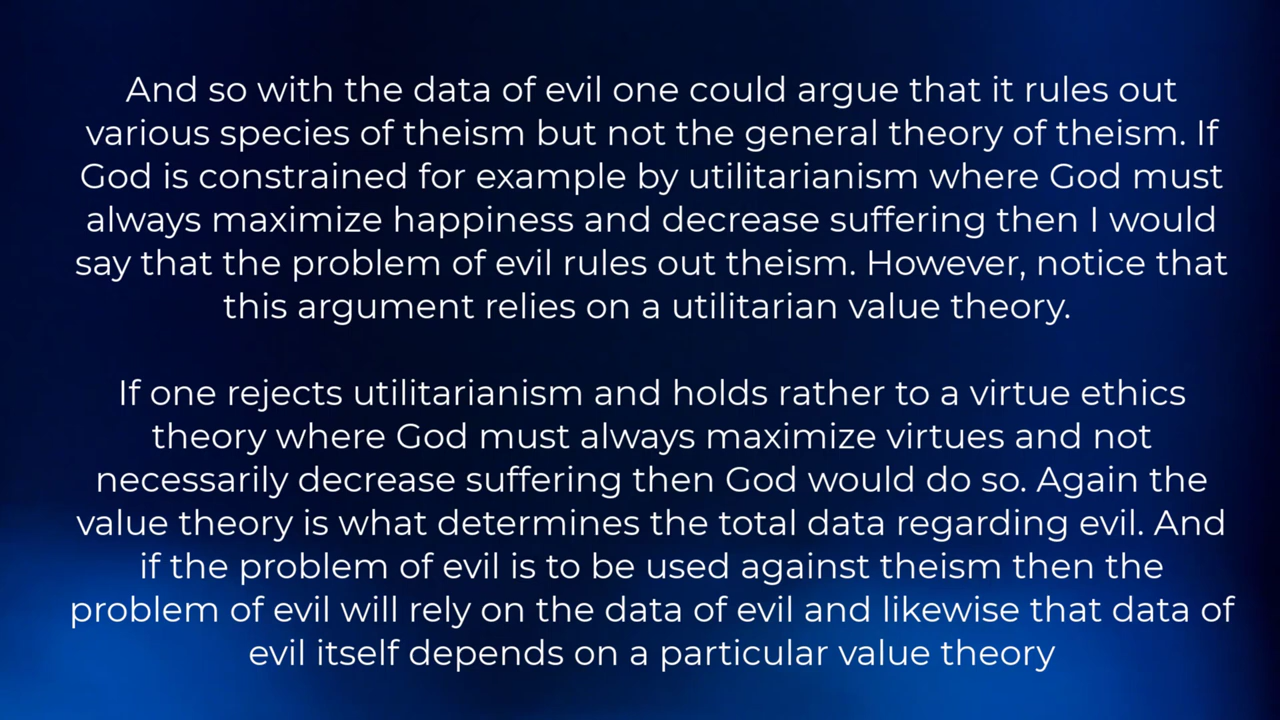 And so with the data of evil one could argue that it rules out
various species of theism but not the general theory of theism. If
God is constrained for example by utilitarianism where God must
always maximize happiness and decrease suffering then I would
say that the problem of evil rules out theism. However, notice that
this argument relies on a utilitarian value theory.
If one rejects utilitarianism and holds rather to a virtue ethics
theory where God must always maximize virtues and not
necessarily decrease suffering then God would do so. Again the
value theory is what determines the total data regarding evil. And
if the problem of evil is to be used against theism then the
problem of evil will rely on the data of evil and likewise that data of
evil itself depends on a particular value theory